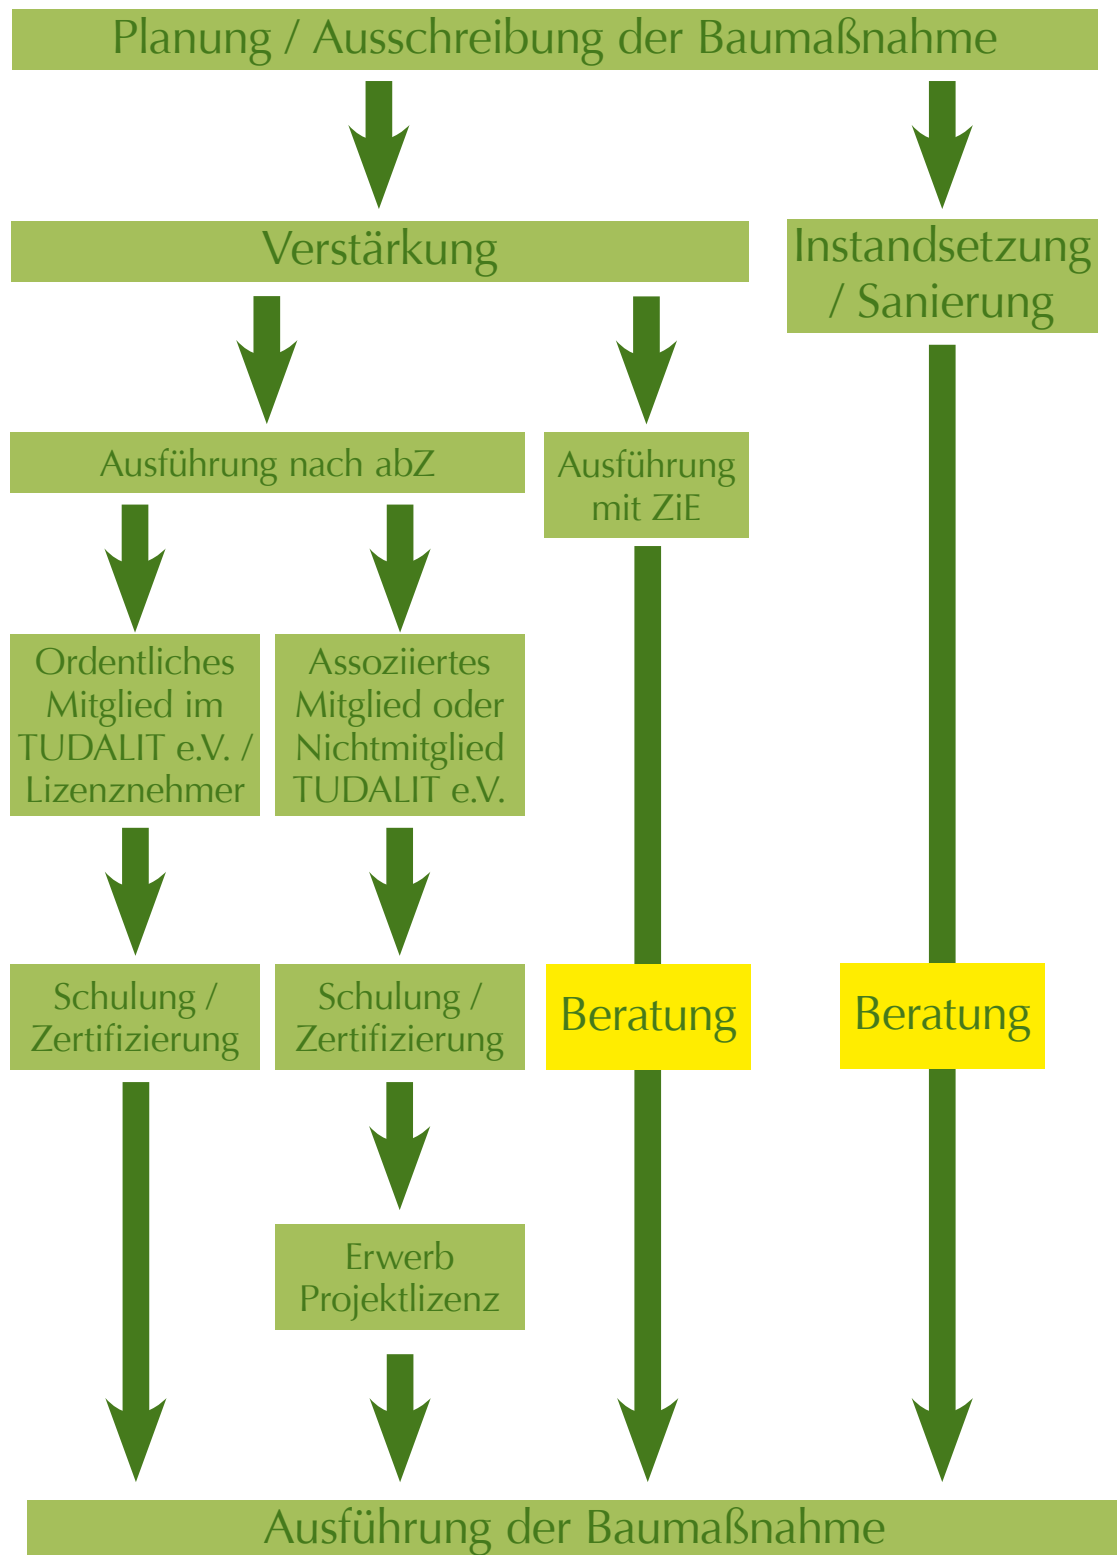 Planung / Ausschreibung der Baumaßnahme
Verstärkung
Instandsetzung
/ Sanierung
Ausführung nach abZ
Ausführung
mit ZiE
Ordentliches
Mitglied im
TUDALIT e.V. /
Lizenznehmer
Assoziiertes
Mitglied oder
Nichtmitglied
TUDALIT e.V.
Schulung /
Zertifizierung
Schulung /
Zertifizierung
Beratung
Beratung
Erwerb
Projektlizenz
Ausführung der Baumaßnahme